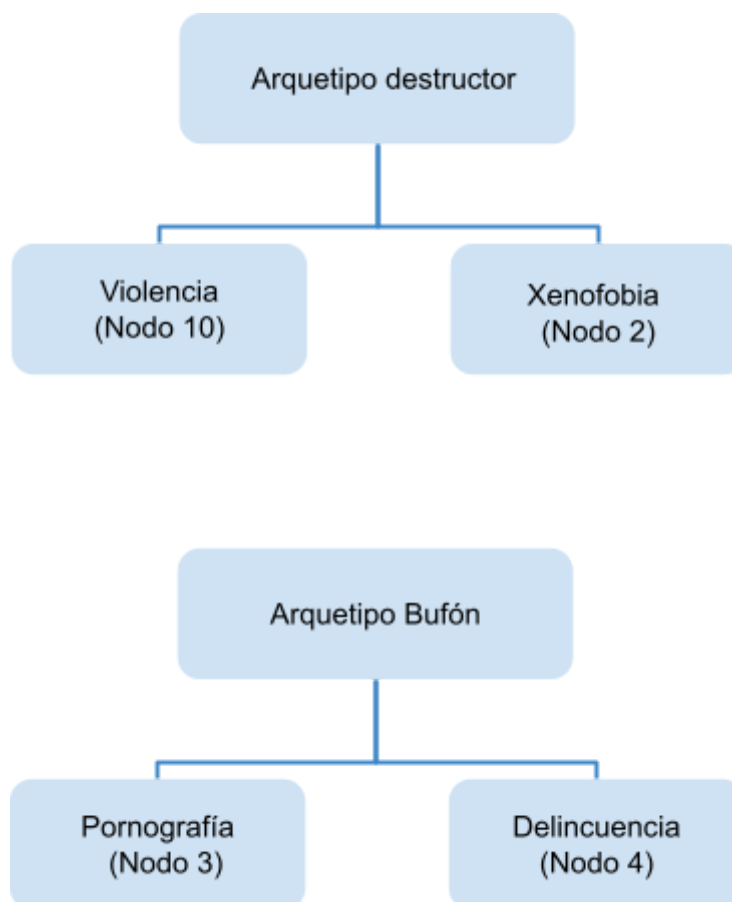 Arquetipo destructor
Violencia
(Nodo 10)
Xenofobia
(Nodo 2)
Arquetipo Bufón
Pornografía
(Nodo 3)
Delincuencia
(Nodo 4)